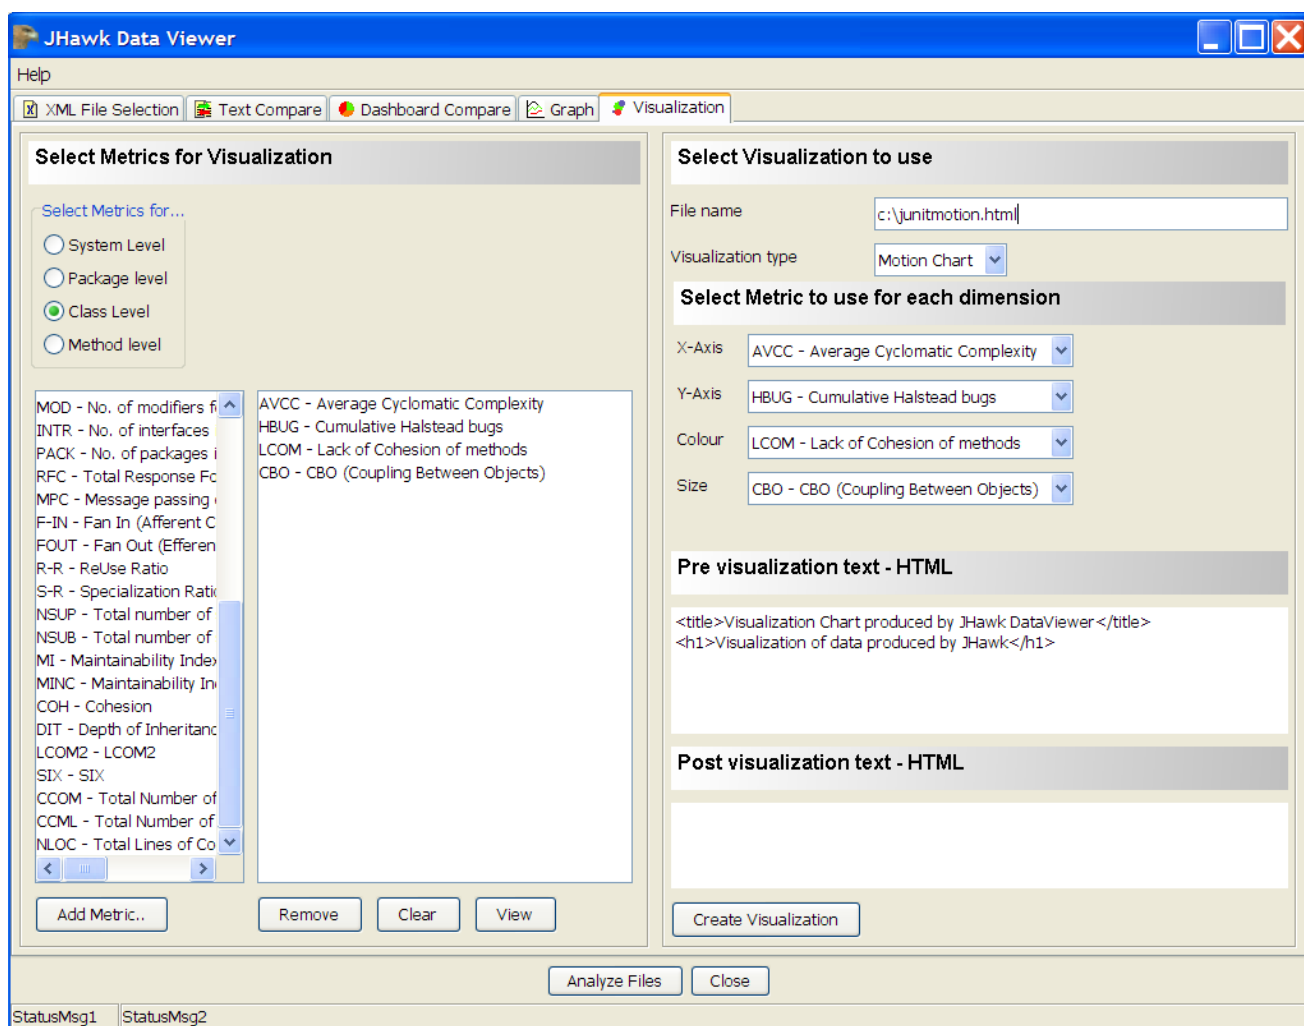 JHawk Data Viewer
Help
XML File Selection
Text Compare
Dashboard Compare
Graph
Visualization
Select Metrics for Visualization
Select Metrics for...
System Level
Package level
Class Level
Method level
MOD - No. of modifiers f
INTR - No. of interfaces
PACK - No. of packages i
RFC - Total Response Fo
MPC - Message passing
F-IN - Fan In (Afferent C
FOUT - Fan Out (Efferen
R-R - ReUse Ratio
S-R - Specialization Ratio
NSUP - Total number of
NSUB - Total number of
MI - Maintainability Index
MINC - Maintainability In
COH - Cohesion
DIT - Depth of Inheritanc
LCOM2 - LCOM2
SIX - SIX
CCOM - Total Number of
CCML - Total Number of
NLOC - Total Lines of Co
AVCC - Average Cyclomatic Complexity
HBUG - Cumulative Halstead bugs
LCOM - Lack of Cohesion of methods
CBO - CBO (Coupling Between Objects)
Add Metric..
Remove
Clear
View
Select Visualization to use
File name
c:\junitmotion.html
Visualization type
Motion Chart
Select Metric to use for each dimension
X-Axis
AVCC - Average Cyclomatic Complexity
Y-Axis
HBUG - Cumulative Halstead bugs
Colour
LCOM - Lack of Cohesion of methods
Size
CBO - CBO (Coupling Between Objects)
Pre visualization text - HTML
<title>Visualization Chart produced by JHawk DataViewer</title>
<h1>Visualization of data produced by JHawk</h1>
Post visualization text - HTML
Create Visualization
Analyze Files
Close
StatusMsg1
StatusMsg2